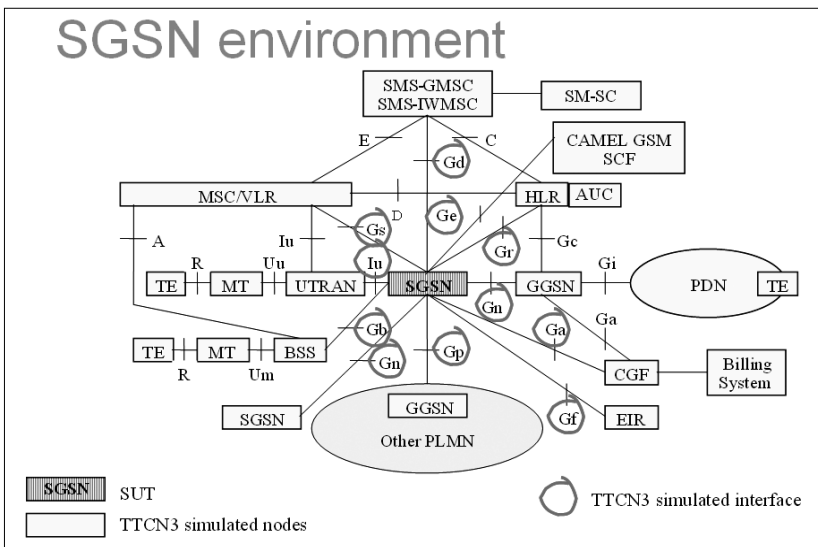 SGSN environment
SMS-GMSC
SMS-IWMSC
SM-SC
E
C
CAMEL GSM
SCF
Gd
MSC/VLR
D
Ge
HLR
AUC
A
Iu
Gs
Gr
Gc
R
Uu
Iu
Gi
TE
MT
UTRAN
SGSN
GGSN
PDN
TE
Gn
Gb
Ga
Ga
TE
MT
BSS
R
Um
Gn
Gp
CGF
Billing
System
SGSN
GGSN
Gf
EIR
Other PLMN
SGSN
SUT
TTCN3 simulated interface
TTCN3 simulated nodes